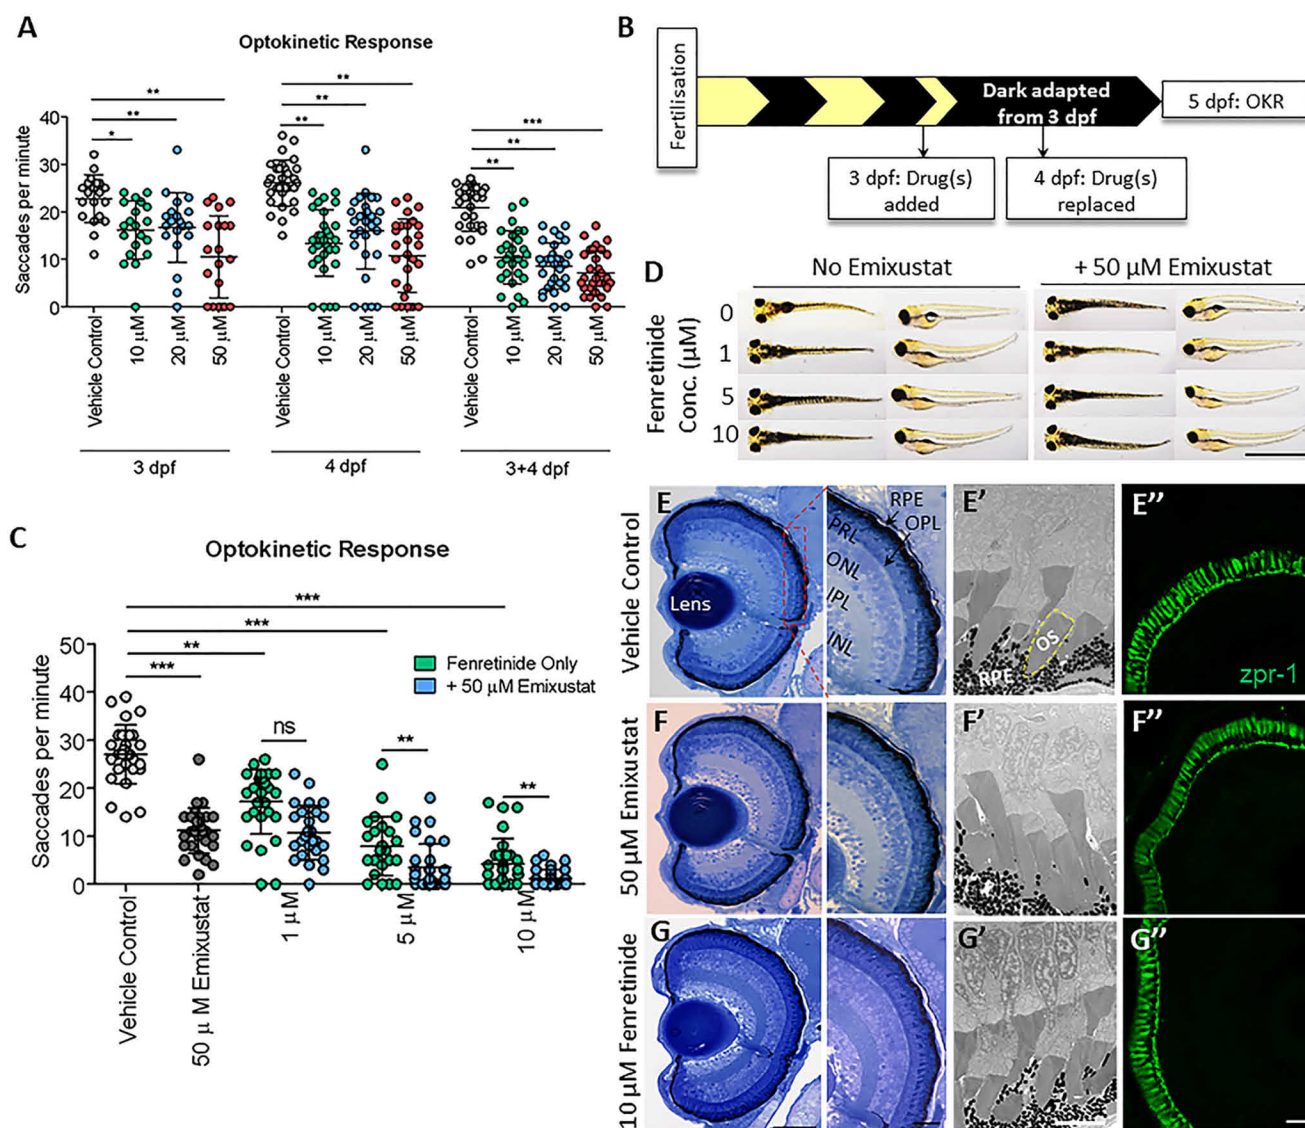 A
Optokinetic Response
Saccades per minute
40
30
20
10
0
**
**
*
**
**
**
***
**
**
Vehicle Control
10 μM
20 μM
50 μM
Vehicle Control
10 μM
20 μM
50 μM
Vehicle Control
10 μM
20 μM
50 μM
3 dpf
4 dpf
3+4 dpf
B
Fertilisation
Dark adapted
from 3 dpf
5 dpf: OKR
3 dpf: Drug(s)
added
4 dpf: Drug(s)
replaced
D
No Emixustat
+ 50 μM Emixustat
Fenretinide
Conc. (μM)
0
1
5
10
C
Optokinetic Response
Saccades per minute
50
40
30
20
10
0
***
***
**
***
ns
**
**
Fenretinide Only
+ 50 μM Emixustat
Vehicle Control
50 μ M Emixustat
1 μM
5 μM
10 μM
Vehicle Control
E
Lens
RPE
OPL
PRL
ONL
IPL
INL
E'
OS
RPE
E''
zpr-1
50 μM Emixustat
F
F'
F''
10 μM Fenretinide
G
G'
G''